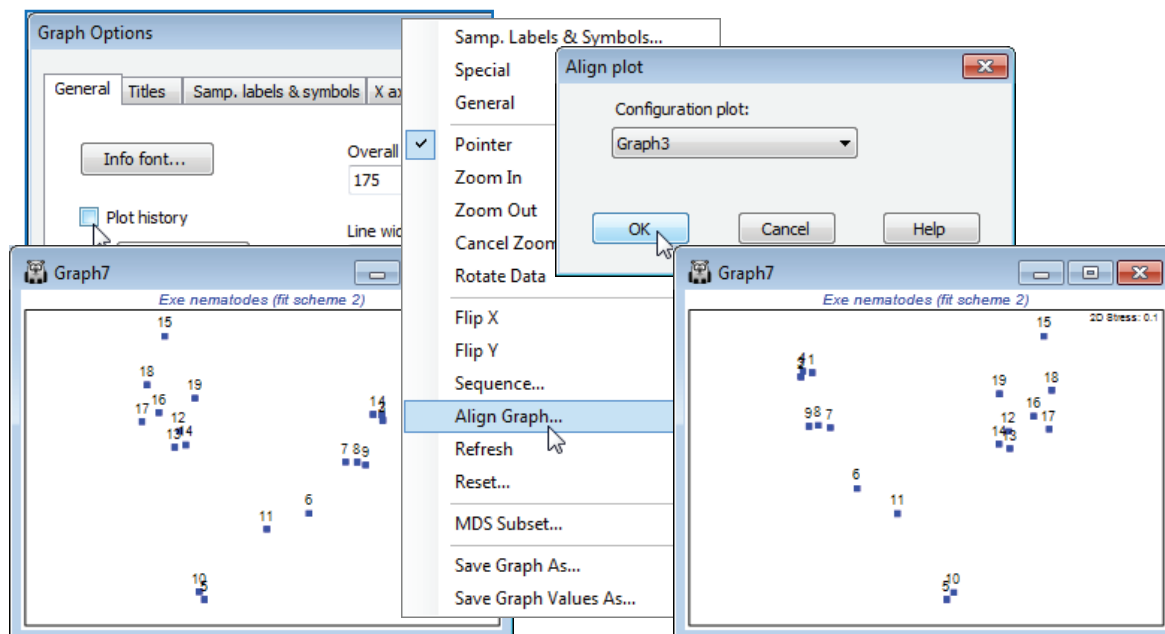 Graph Options
General Titles Samp. labels & symbols X ax
Info font...
Overall
175
Plot history
Line wid
Samp. Labels & Symbols...
Special
General
Pointer
Zoom In
Zoom Out
Cancel Zoom
Rotate Data
Flip X
Flip Y
Sequence...
Align Graph...
Refresh
Reset...
MDS Subset...
Save Graph As...
Save Graph Values As...
Align plot
Configuration plot:
Graph3
OK Cancel Help
Graph7
Exe nematodes (fit scheme 2)
15
18
19
16
17
12
13 14
14
7 8 9
6
11
10
5
Graph7
Exe nematodes (fit scheme 2)
2D Stress: 0.1
15
4 1
19 18
16
9 8 7
12 17
14 13
6
11
5 10